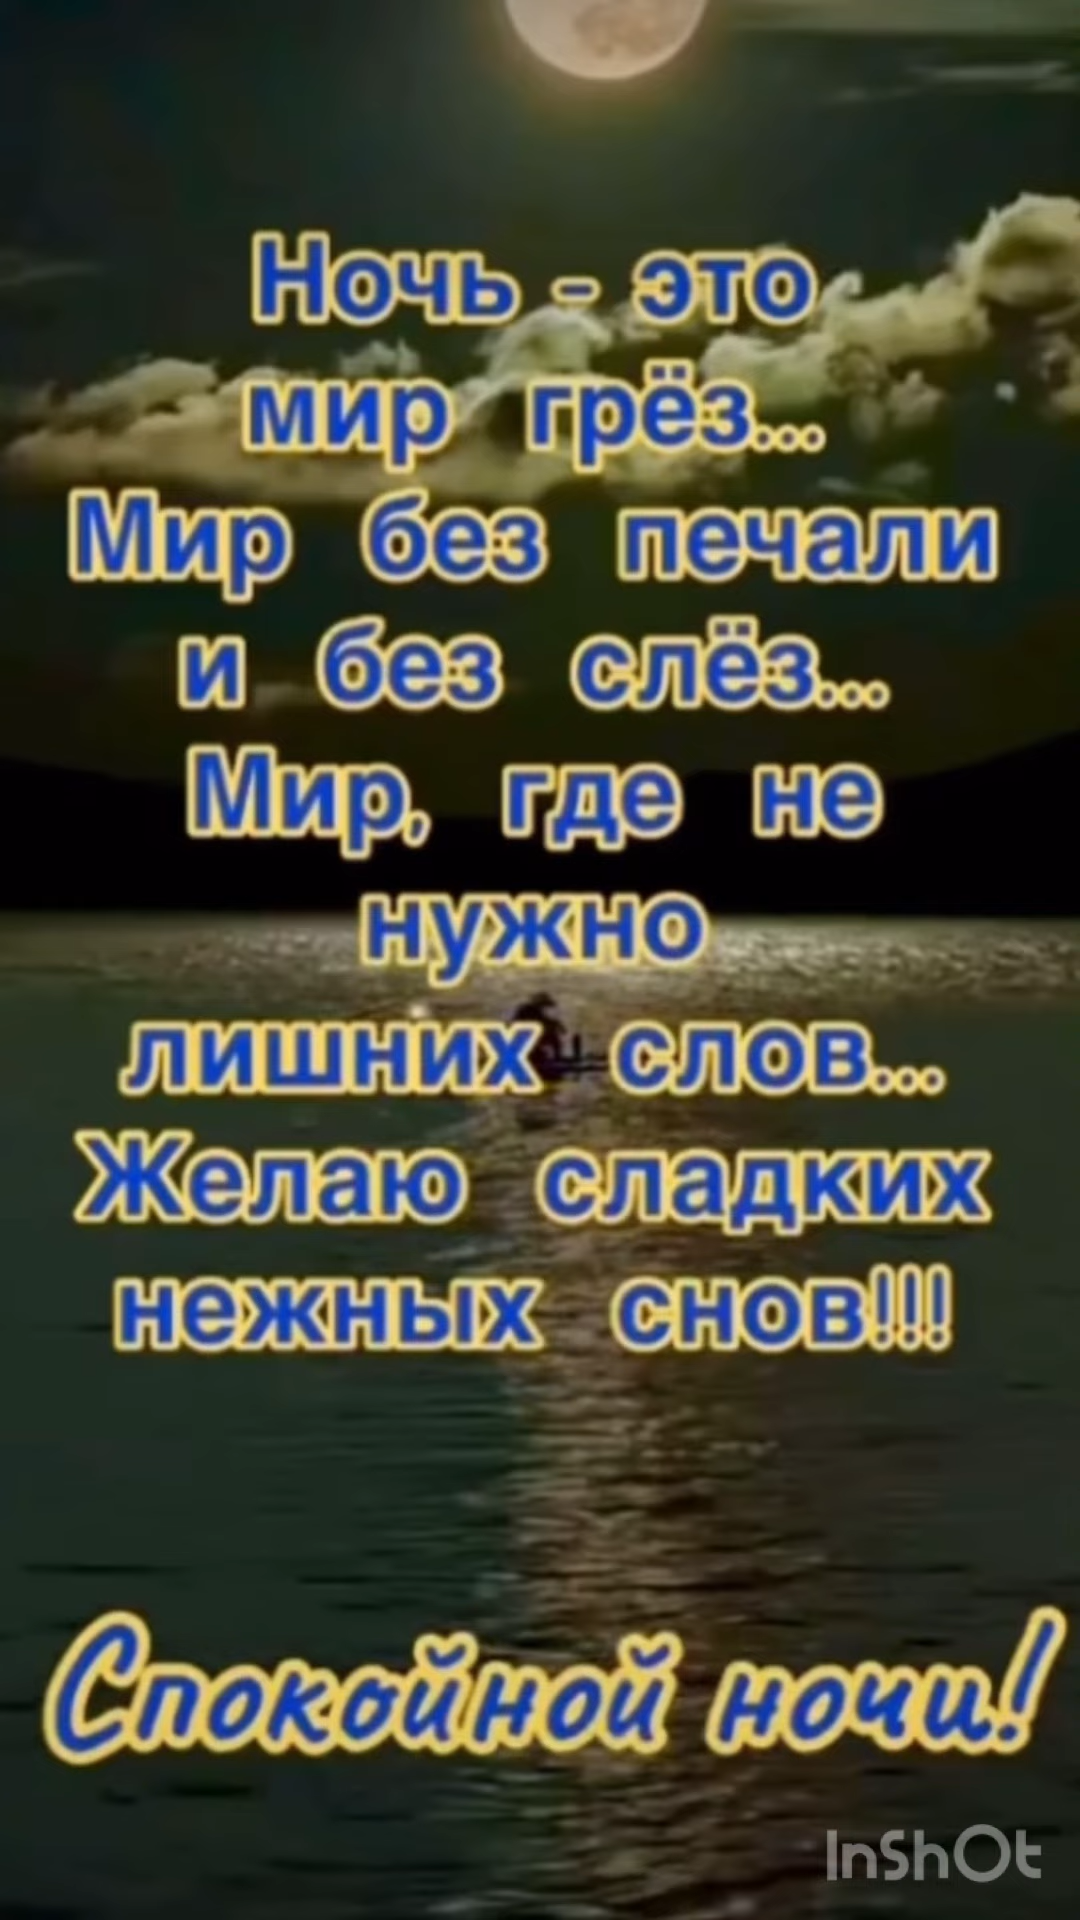 Ночь - это
мир грёз...
Мир без печали
и без слёз...
Мир, где не
нужно
лишних слов...
Желаю сладких
нежных снов!!!
Спокойной ночи!
InShOt